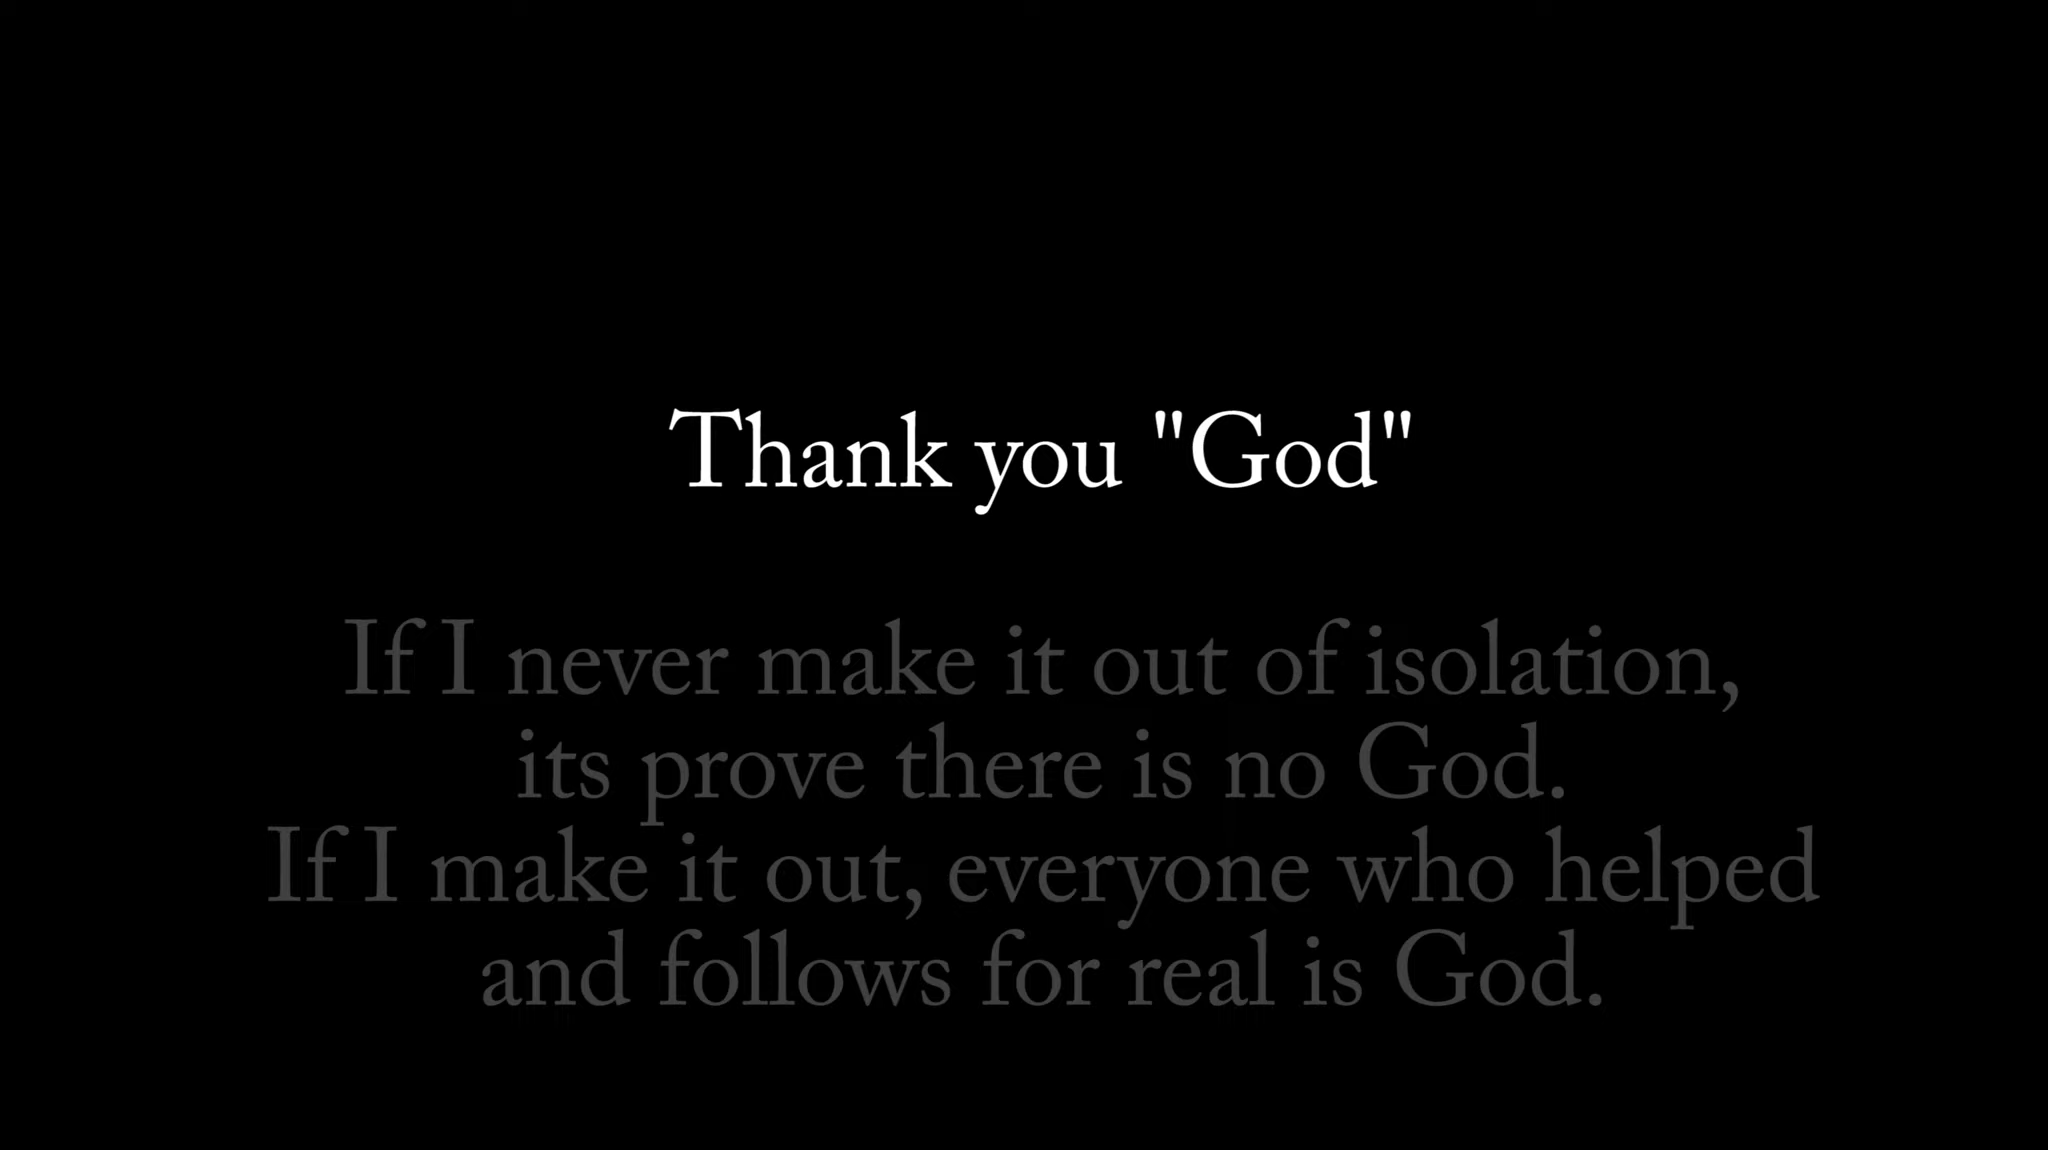 Thank you "God"
If I never make it out of isolation,
its prove there is no God.
If I make it out, everyone who helped
and follows for real is God.